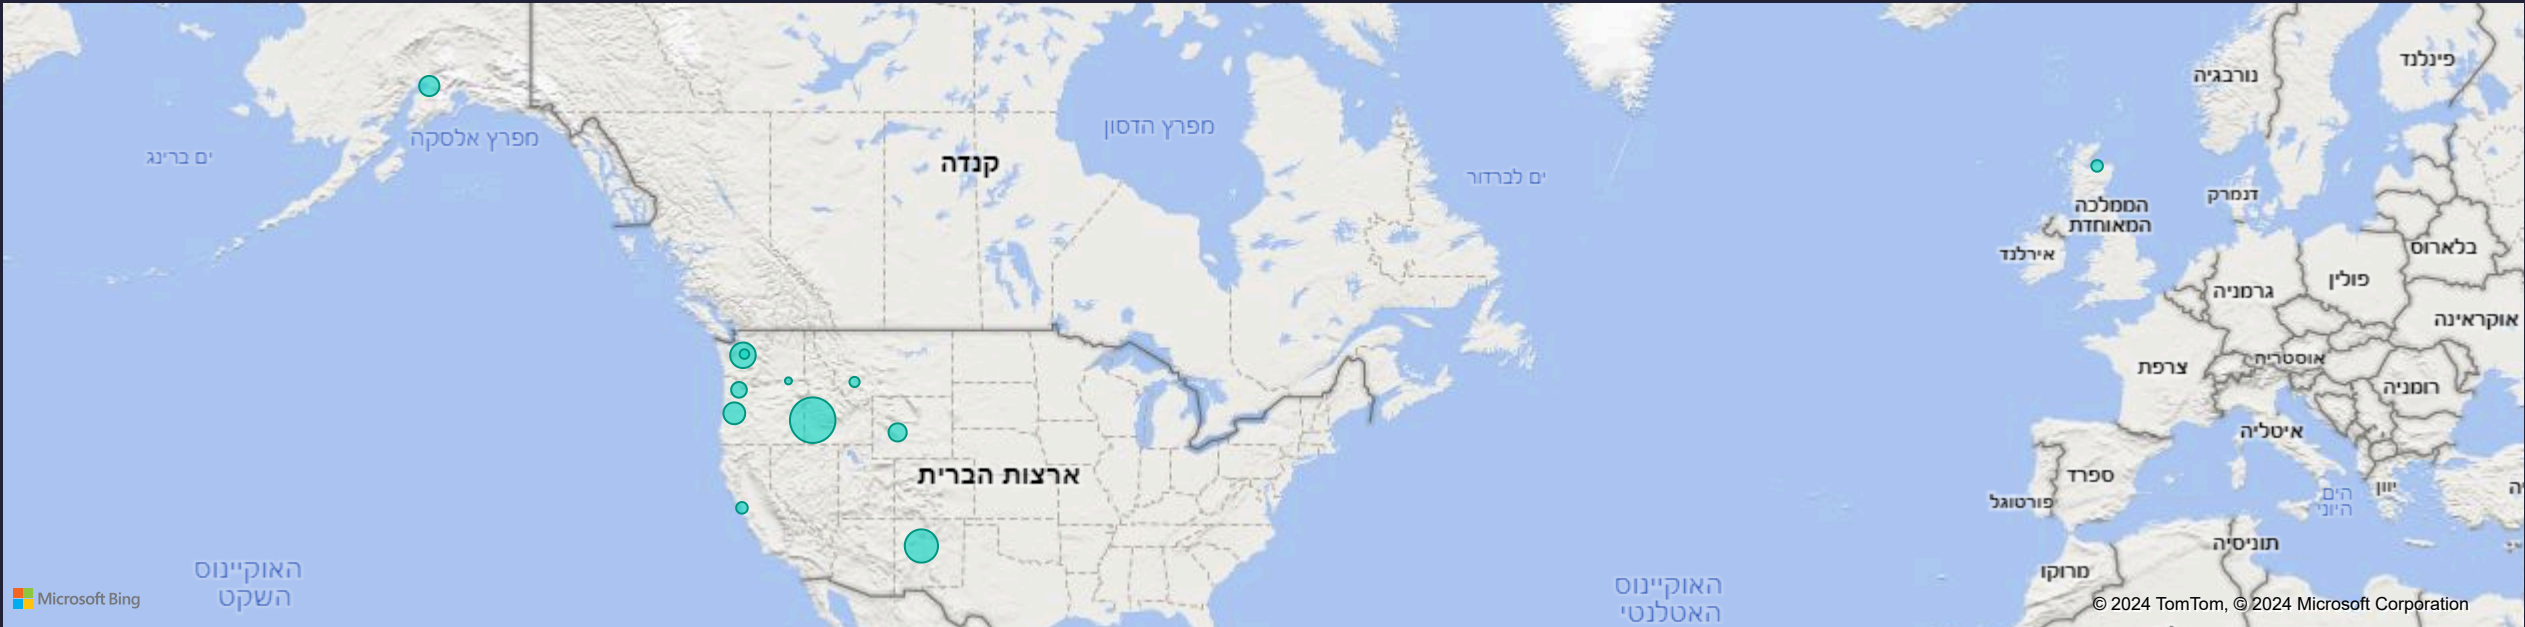 פינלנד
נורבגיה
מפרץ הדסון
מפרץ אלסקה
ים ברינג
קנדה
ים לברדור
דנמרק
הממלכה
המאוחדת
בלארוס
אירלנד
פולין
גרמניה
אוקראינה
אוסטריה
צרפת
רומניה
איטליה
ארצות הברית
ספרד
יוון
הים
היוני
פורטוגל
תוניסיה
מרוקו
האוקיינוס
השקט
האוקיינוס
האטלנטי
Microsoft Bing
© 2024 TomTom, © 2024 Microsoft Corporation